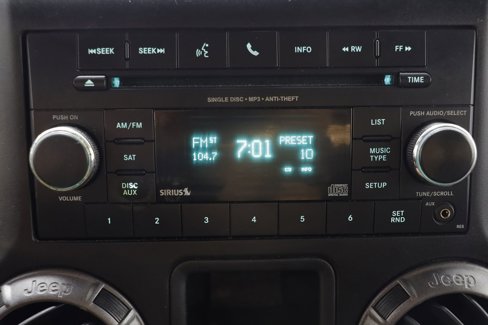 SEEK SEEK INFO RW FF
TIME
SINGLE DISC • MP3 • ANTI-THEFT
PUSH ON
PUSH AUDIO/SELECT
AM/FM
SAT
DISC
AUX
FM ST 7:01 PRESET
104.7 10
INFO
SIRIUS
LIST
MUSIC
TYPE
SETUP
VOLUME
TUNE/SCROLL
1 2 3 4 5 6 SET
RND
AUX
RES
Jeep
Jeep